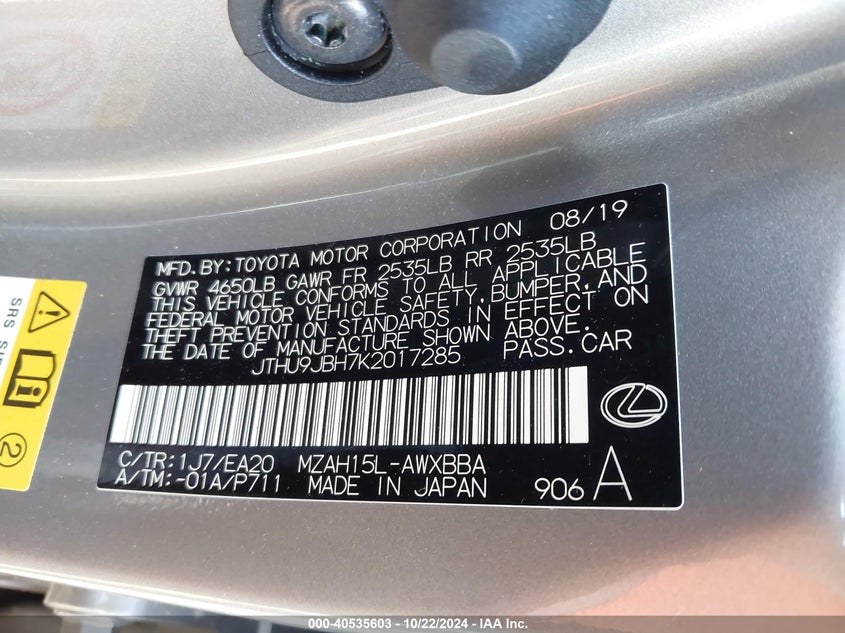 MFD.BY:TOYOTA MOTOR CORPORATION 08/19
GVWR 4650LB GAWR FR 2535LB RR 2535LB
THIS VEHICLE CONFORMS TO ALL APPLICABLE
FEDERAL MOTOR VEHICLE SAFETY,BUMPER,AND
THEFT PREVENTION STANDARDS IN EFFECT ON
THE DATE OF MANUFACTURE SHOWN ABOVE.
JTHU9JBH7K2017285 PASS.CAR
C/TR:1J7/EA20 MZAH15L-AWXBBA
A/TM:-01A/P711 MADE IN JAPAN 906 A
SRS
2
000-40535603 - 10/22/2024 - IAA Inc.